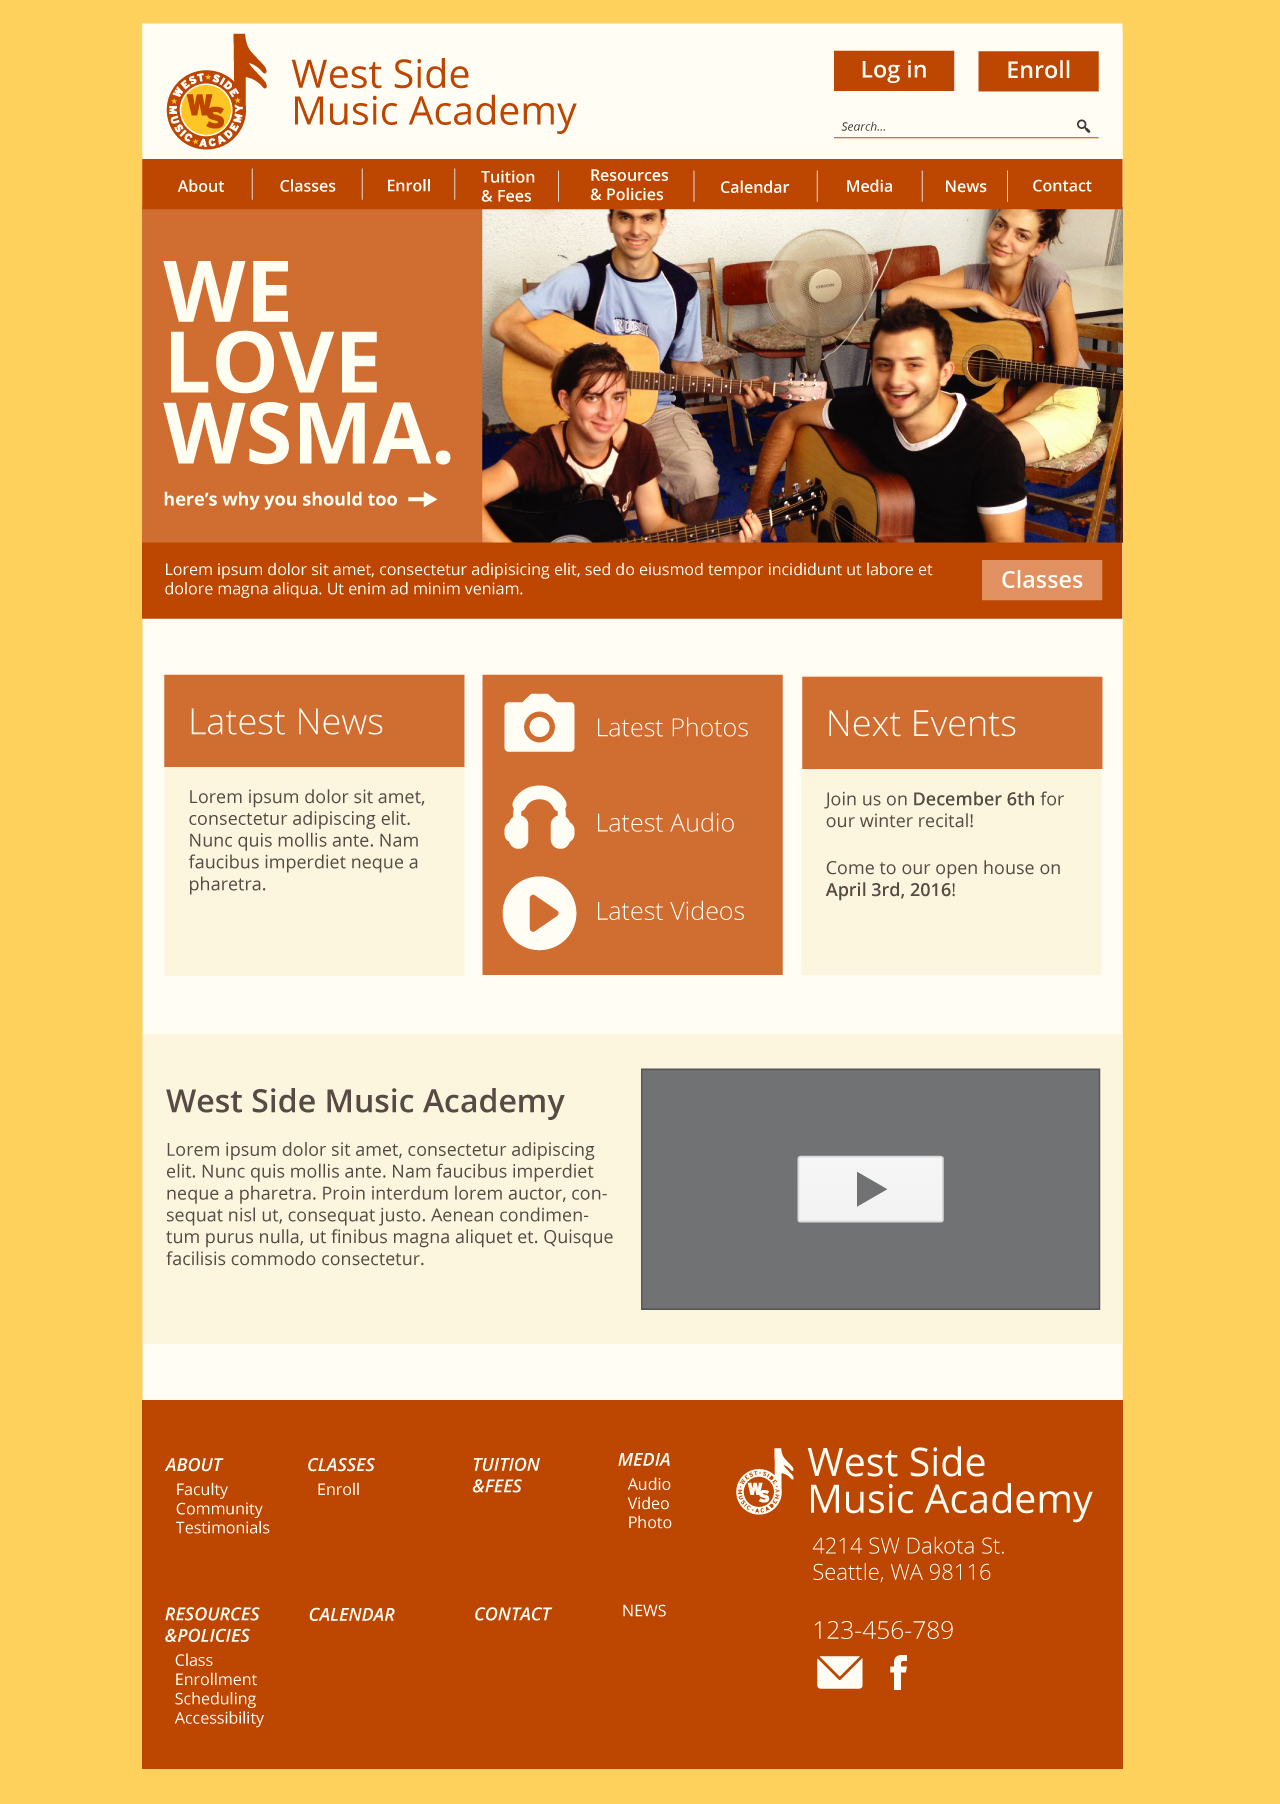 WEST SIDE
WS
MUSIC ACADEMY
West Side
Music Academy
Log in
Enroll
Search...
About
Classes
Enroll
Tuition
& Fees
Resources
& Policies
Calendar
Media
News
Contact
WE
LOVE
WSMA.
here's why you should too
Lorem ipsum dolor sit amet, consectetur adipisicing elit, sed do eiusmod tempor incididunt ut labore et
dolore magna aliqua. Ut enim ad minim veniam.
Classes
Latest News
Lorem ipsum dolor sit amet,
consectetur adipiscing elit.
Nunc quis mollis ante. Nam
faucibus imperdiet neque a
pharetra.
Latest Photos
Latest Audio
Latest Videos
Next Events
Join us on December 6th for
our winter recital!
Come to our open house on
April 3rd, 2016!
West Side Music Academy
Lorem ipsum dolor sit amet, consectetur adipiscing
elit. Nunc quis mollis ante. Nam faucibus imperdiet
neque a pharetra. Proin interdum lorem auctor, con-
sequat nisl ut, consequat justo. Aenean condimen-
tum purus nulla, ut finibus magna aliquet et. Quisque
facilisis commodo consectetur.
ABOUT
Faculty
Community
Testimonials
CLASSES
Enroll
TUITION
&FEES
MEDIA
Audio
Video
Photo
RESOURCES
&POLICIES
Class
Enrollment
Scheduling
Accessibility
CALENDAR
CONTACT
NEWS
WEST SIDE
WS
MUSIC ACADEMY
West Side
Music Academy
4214 SW Dakota St.
Seattle, WA 98116
123-456-789